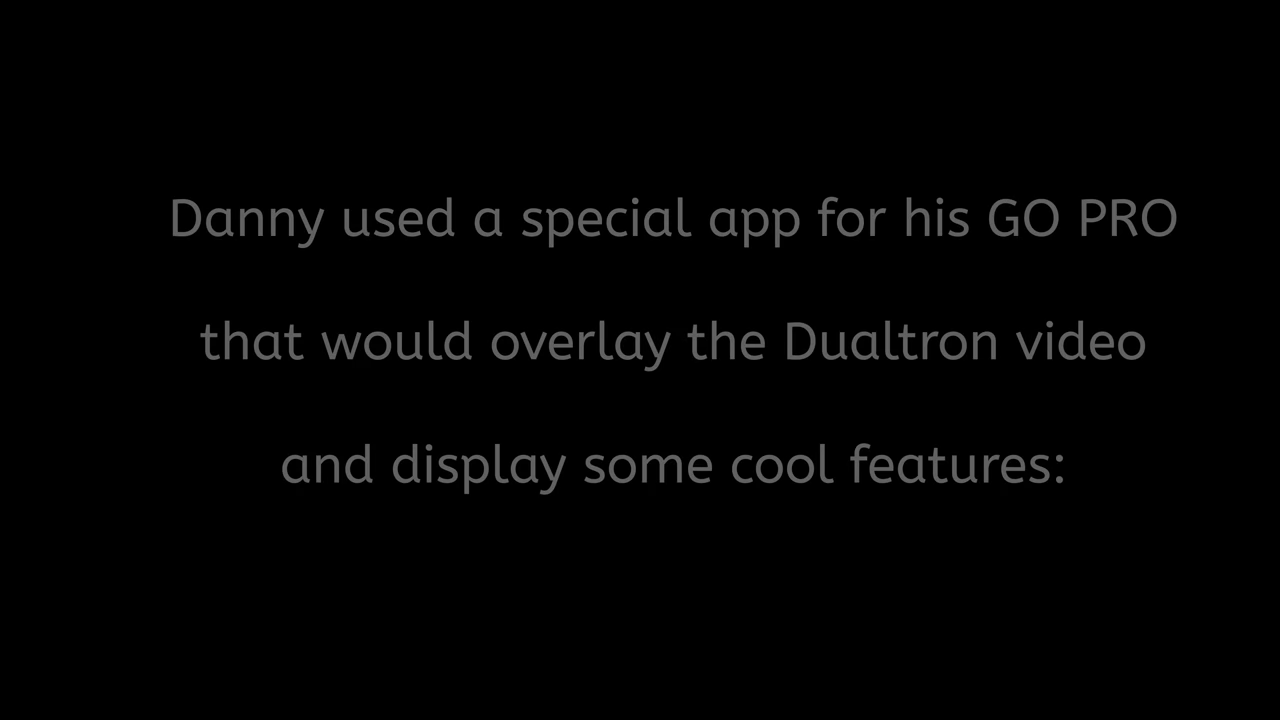 Danny used a special app for his GO PRO
that would overlay the Dualtron video
and display some cool features: